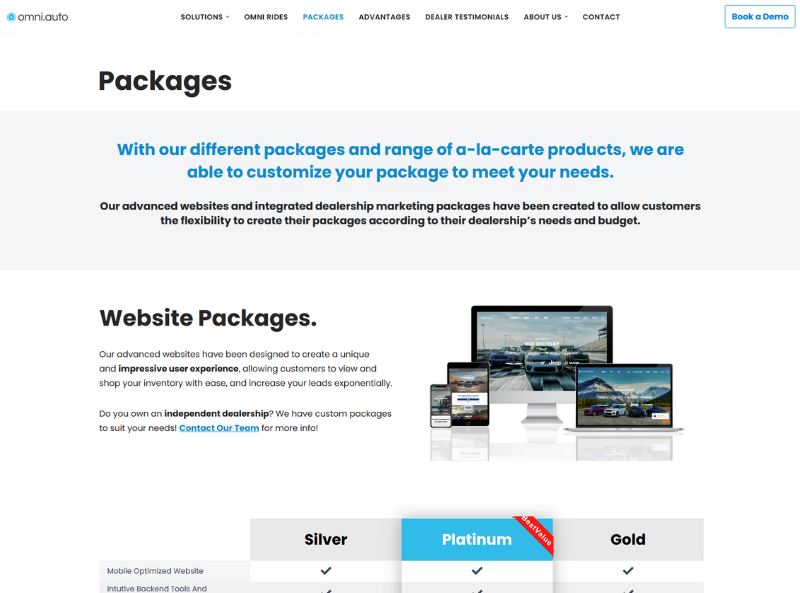 omni.auto
SOLUTIONS OMNI RIDES PACKAGES ADVANTAGES DEALER TESTIMONIALS ABOUT US CONTACT
Book a Demo
Packages
With our different packages and range of a-la-carte products, we are
able to customize your package to meet your needs.
Our advanced websites and integrated dealership marketing packages have been created to allow customers
the flexibility to create their packages according to their dealership's needs and budget.
Website Packages.
Our advanced websites have been designed to create a unique
and impressive user experience, allowing customers to view and
shop your inventory with ease, and increase your leads exponentially.
Do you own an independent dealership? We have custom packages
to suit your needs! Contact Our Team for more info!
Silver Platinum Gold
BestValue
Mobile Optimized Website
Intutive Backend Tools And